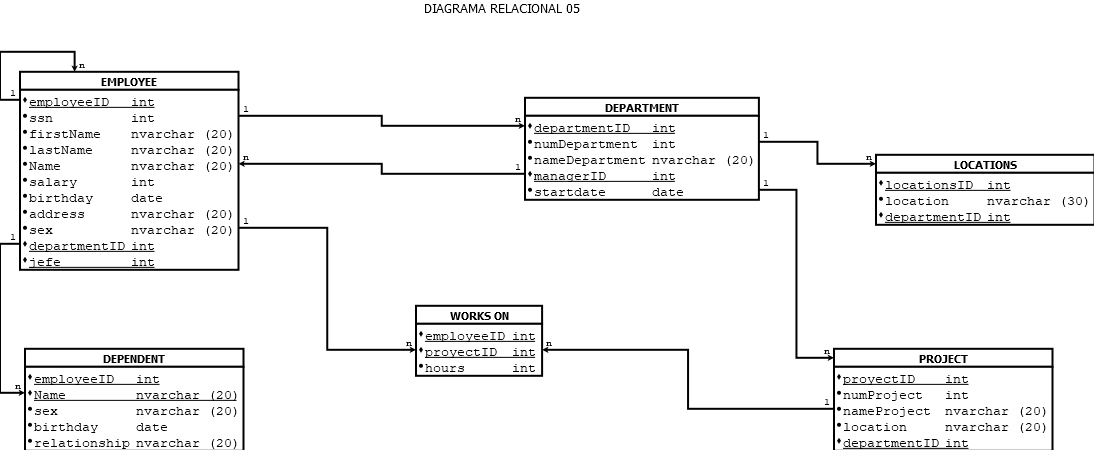 DIAGRAMA RELACIONAL 05
n
1
EMPLOYEE
employeeID int
ssn int
firstName nvarchar (20)
lastName nvarchar (20)
Name nvarchar (20)
salary int
birthday date
address nvarchar (20)
sex nvarchar (20)
departmentID int
jefe int
1
n
1
n
n
1
DEPARTMENT
departmentID int
numDepartment int
nameDepartment nvarchar (20)
managerID int
startdate date
1
n
1
n
LOCATIONS
locationsID int
location nvarchar (30)
departmentID int
1
n
WORKS ON
employeeID int
proyectID int
hours int
n
1
DEPENDENT
employeeID int
Name nvarchar (20)
sex nvarchar (20)
birthday date
relationship nvarchar (20)
PROJECT
proyectID int
numProject int
nameProject nvarchar (20)
location nvarchar (20)
departmentID int